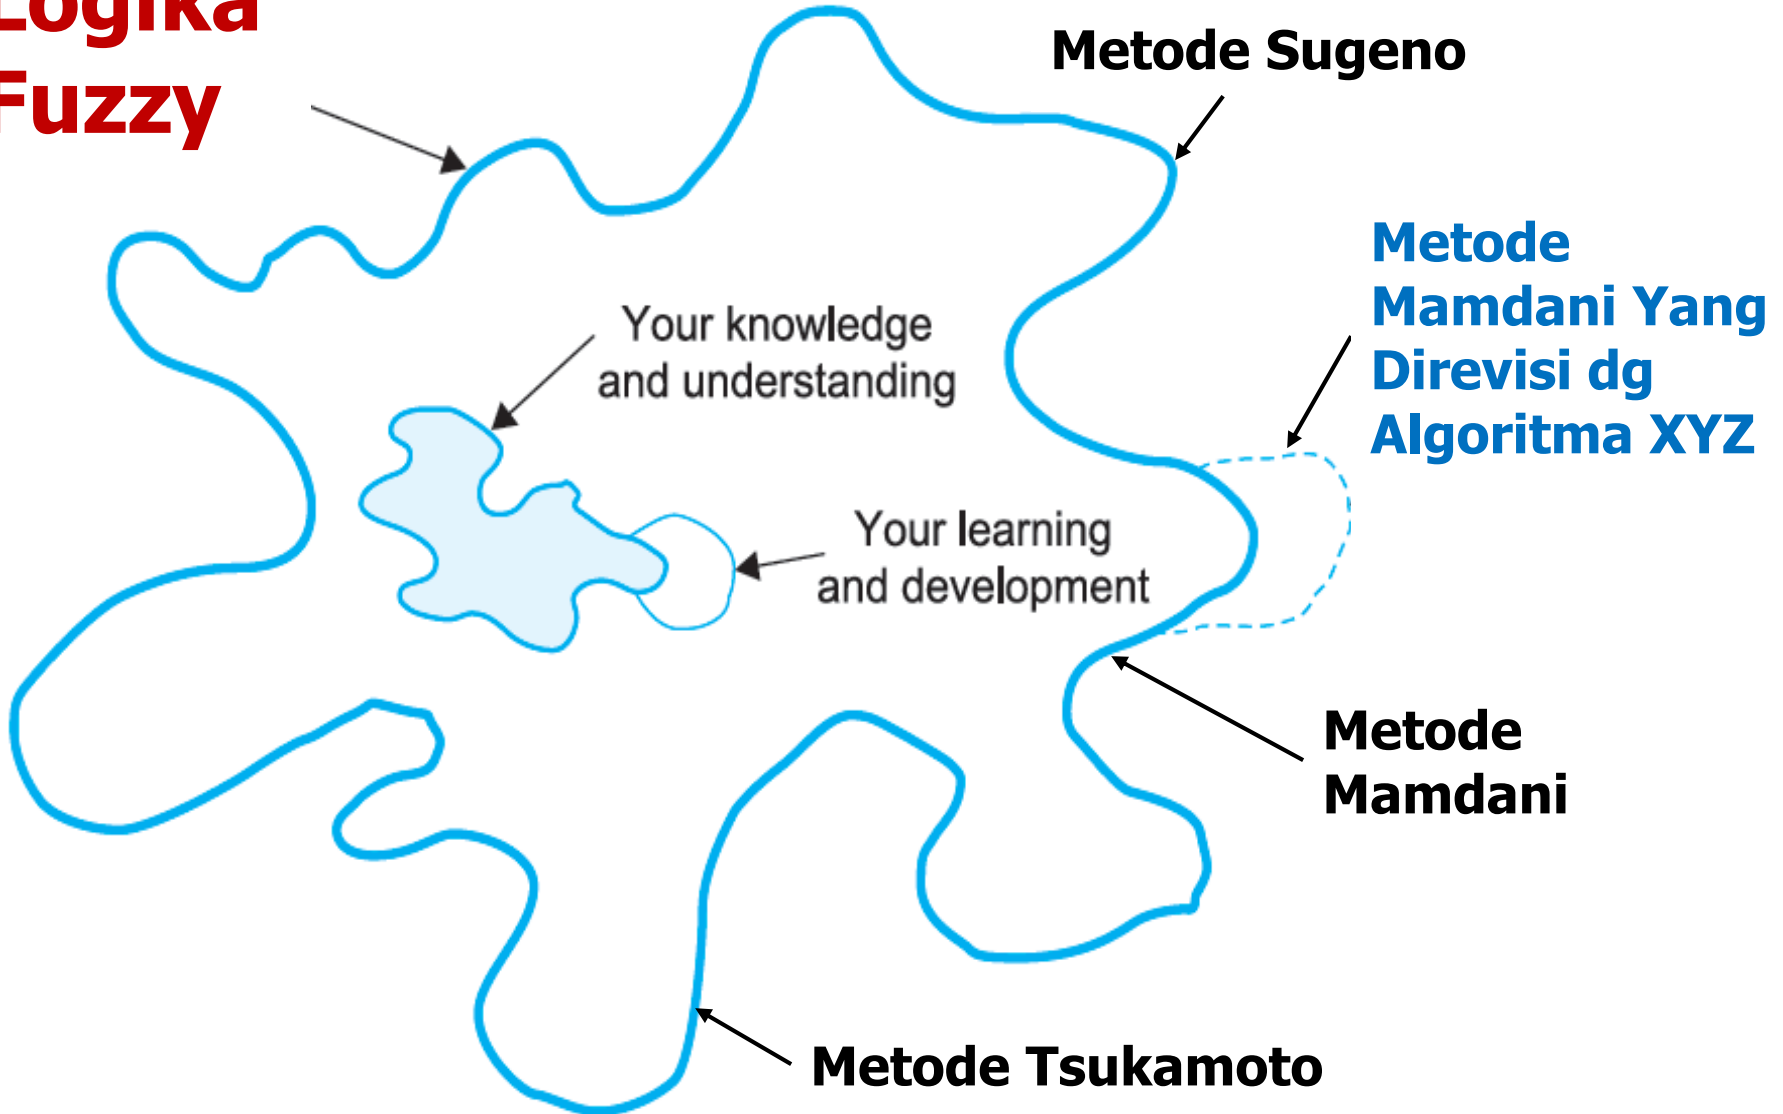 Logika
Fuzzy
Metode Sugeno
Metode
Mamdani Yang
Direvisi dg
Algoritma XYZ
Your knowledge
and understanding
Your learning
and development
Metode
Mamdani
Metode Tsukamoto